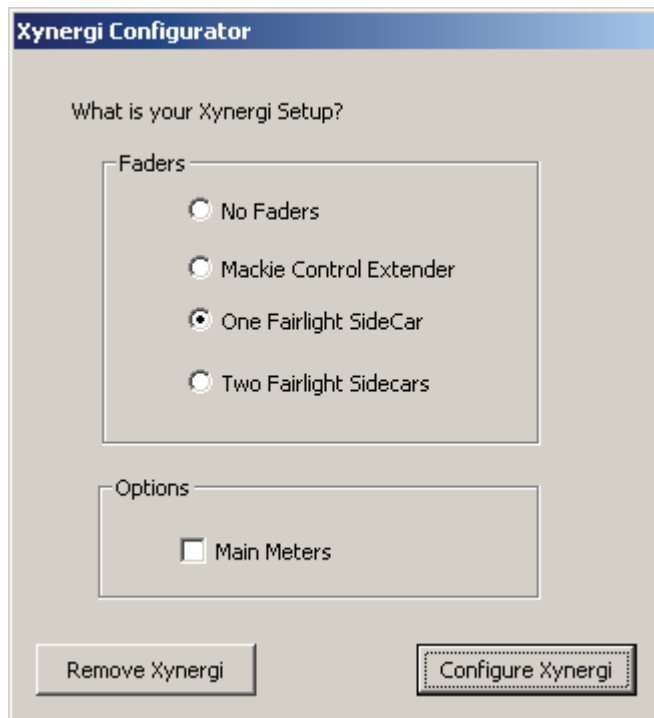 Xynergi Configurator
What is your Xynergi Setup?
Faders
No Faders
Mackie Control Extender
One Fairlight SideCar
Two Fairlight Sidecars
Options
Main Meters
Remove Xynergi
Configure Xynergi